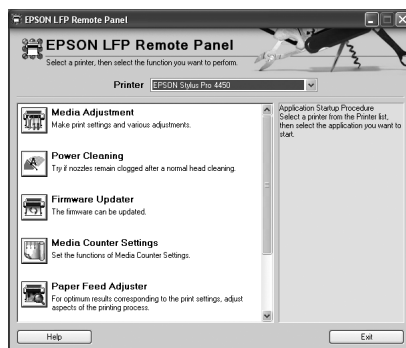 EPSON LFP Remote Panel
EPSON LFP Remote Panel
Select a printer, then select the function you want to perform.
Printer EPSON Stylus Pro 4450
Media Adjustment
Make print settings and various adjustments.
Power Cleaning
Try if nozzles remain clogged after a normal head cleaning.
Firmware Updater
The firmware can be updated.
Media Counter Settings
Set the functions of Media Counter Settings.
Paper Feed Adjuster
For optimum results corresponding to the print settings, adjust
aspects of the printing process.
Application Startup Procedure
Select a printer from the Printer list,
then select the application you want to
start.
Help
Exit